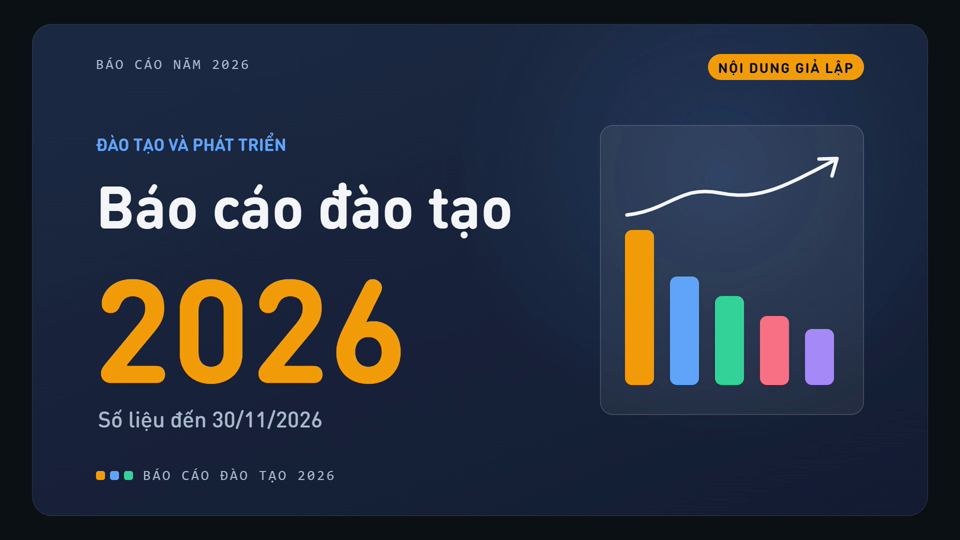 BÁO CÁO NĂM 2026
NỘI DUNG GIẢ LẬP
ĐÀO TẠO VÀ PHÁT TRIỂN
Báo cáo đào tạo
2026
Số liệu đến 30/11/2026
BÁO CÁO ĐÀO TẠO 2026